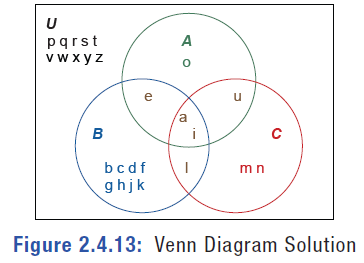 U
p q r s t
v w x y z
A
o
e
u
a
i
B
C
b c d f
g h j k
l
m n
Figure 2.4.13: Venn Diagram Solution